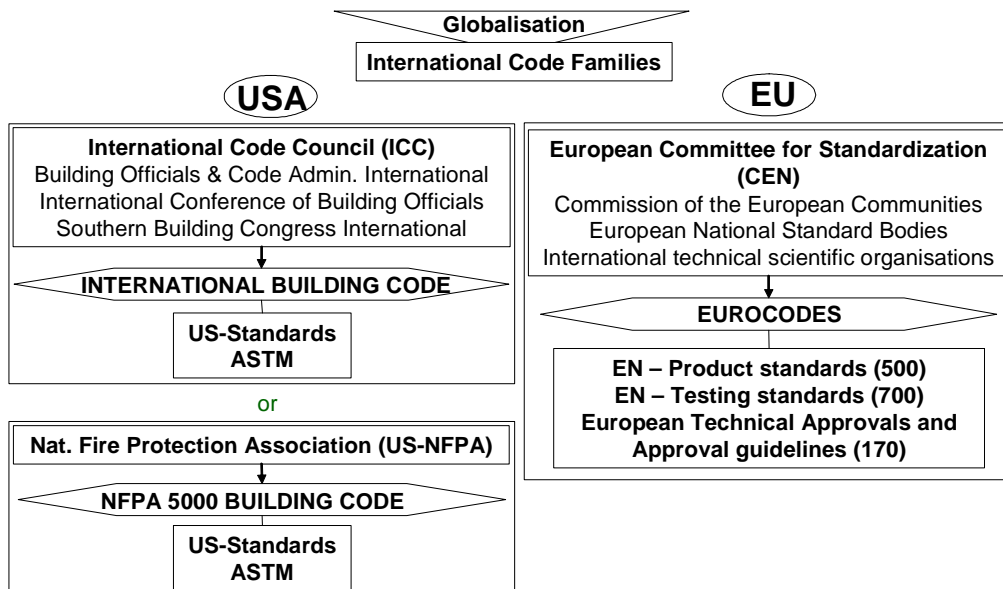 Globalisation
International Code Families
USA
International Code Council (ICC)
Building Officials & Code Admin. International
International Conference of Building Officials
Southern Building Congress International
INTERNATIONAL BUILDING CODE
US-Standards
ASTM
or
Nat. Fire Protection Association (US-NFPA)
NFPA 5000 BUILDING CODE
US-Standards
ASTM
EU
European Committee for Standardization
(CEN)
Commission of the European Communities
European National Standard Bodies
International technical scientific organisations
EUROCODES
EN – Product standards (500)
EN – Testing standards (700)
European Technical Approvals and
Approval guidelines (170)